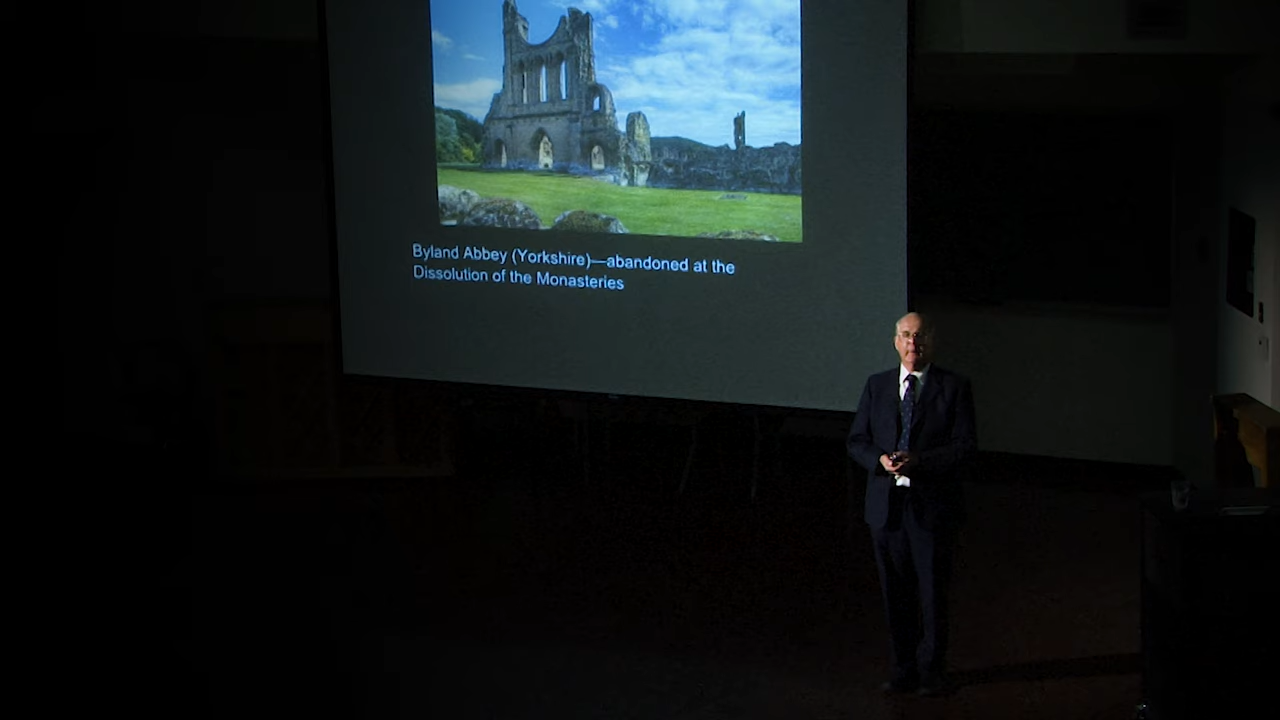 Byland Abbey (Yorkshire)—abandoned at the
Dissolution of the Monasteries